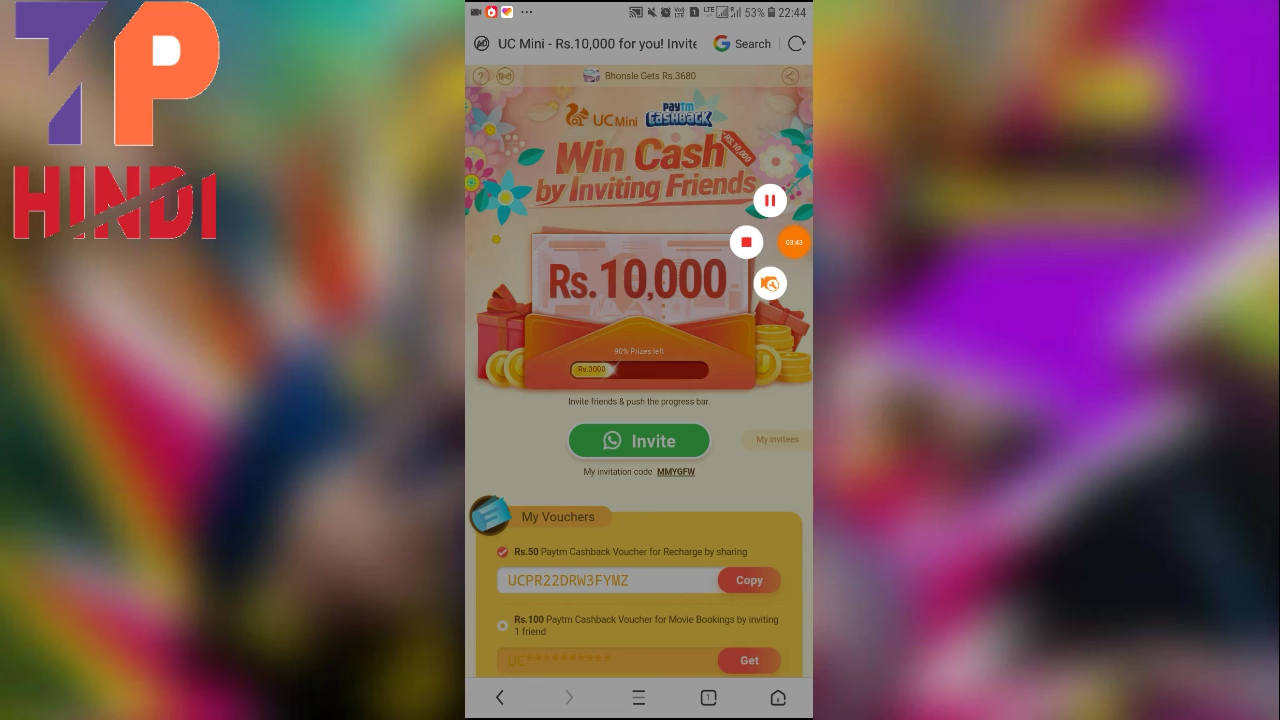 7P
HINDI
53% 22:44
UC Mini - Rs.10,000 for you! Invite
Search
Bhonsle Gets Rs.3680
UC Mini Paytm Cashback
Rs.10,000
Win Cash
by Inviting Friends
03:43
Rs.10,000
90% Prizes left
Rs.3000
Invite friends & push the progress bar.
Invite
My invitees
My invitation code MMYGFW
My Vouchers
Rs.50 Paytm Cashback Voucher for Recharge by sharing
UCPR22DRW3FYMZ Copy
Rs.100 Paytm Cashback Voucher for Movie Bookings by inviting
1 friend
UC********** Get
1